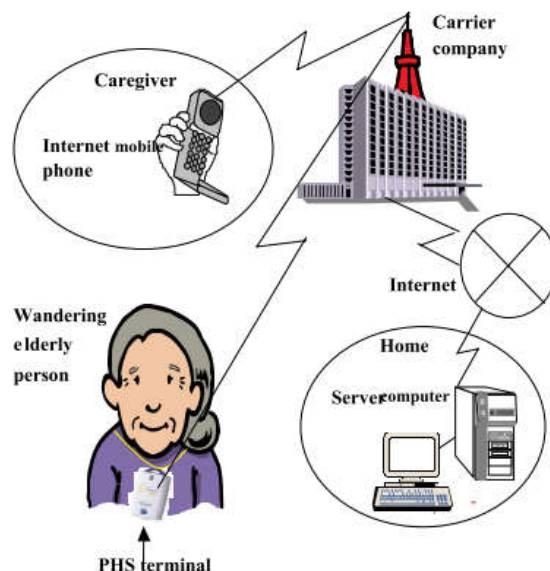 Carrier
company
Caregiver
Internet mobile
phone
Internet
Wandering
elderly
person
Home
Server computer
PHS terminal